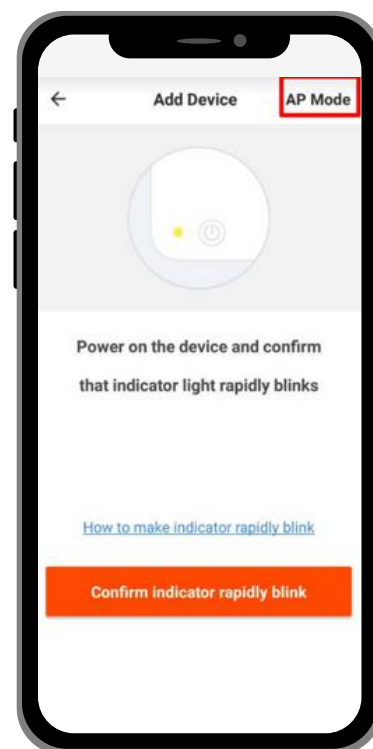 Add Device
AP Mode
Power on the device and confirm
that indicator light rapidly blinks
How to make indicator rapidly blink
Confirm indicator rapidly blink